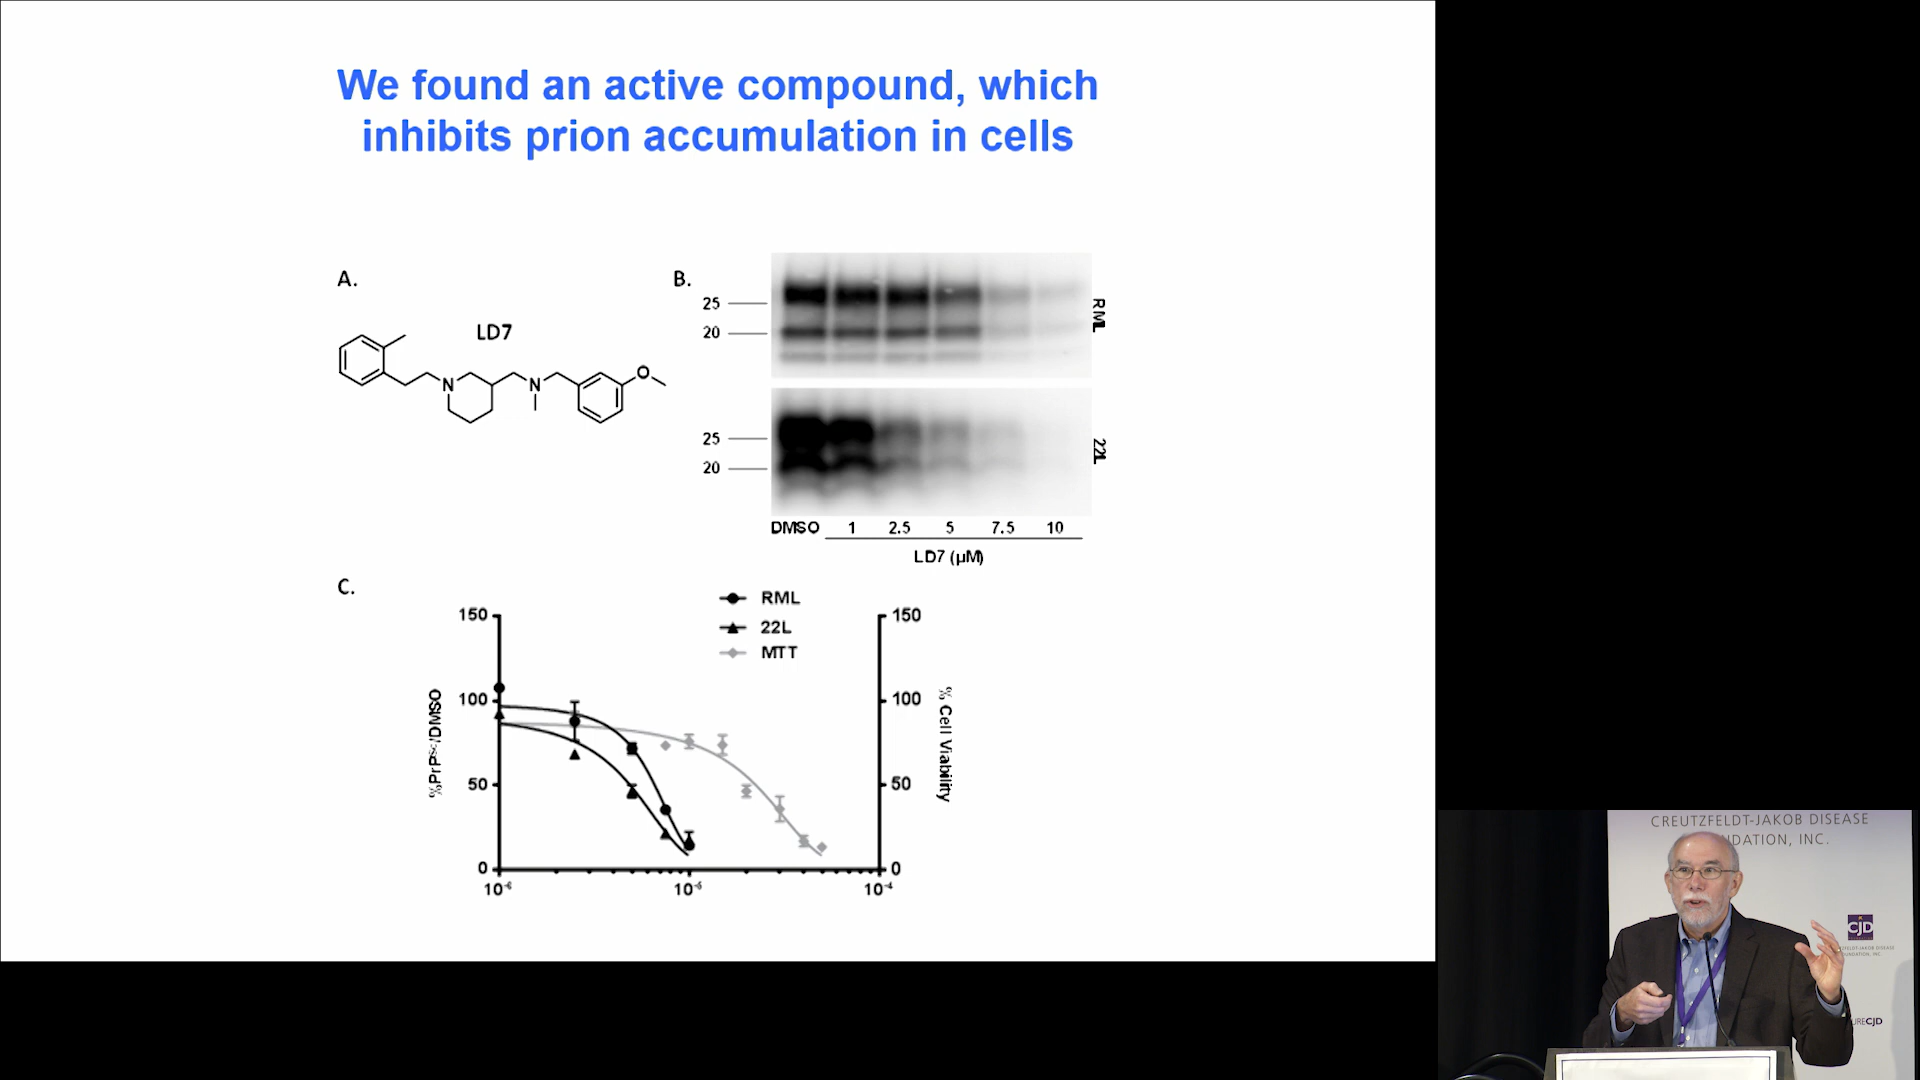 We found an active compound, which
inhibits prion accumulation in cells
A.
LD7
N
N
O
B.
25
20
RML
25
20
22L
DMSO 1 2.5 5 7.5 10
LD7 (µM)
C.
RML
22L
MTT
150
100
50
0
%PrPSc/DMSO
150
100
50
0
% Cell Viability
10-6 10-5 10-4
CREUTZFELDT-JAKOB DISEASE
DATION, INC.
CJD
URECJD